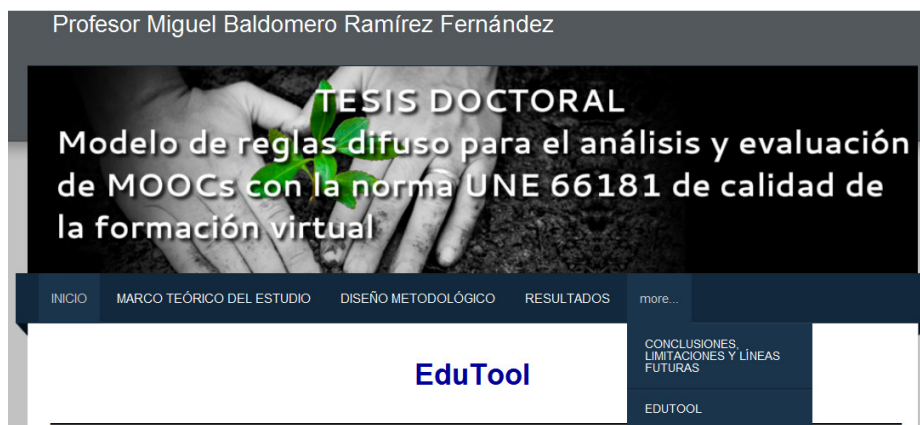 Profesor Miguel Baldomero Ramírez Fernández
TESIS DOCTORAL
Modelo de reglas difuso para el análisis y evaluación
de MOOCs con la norma UNE 66181 de calidad de
la formación virtual
INICIO MARCO TEÓRICO DEL ESTUDIO DISEÑO METODOLÓGICO RESULTADOS more...
CONCLUSIONES,
LIMITACIONES Y LÍNEAS
FUTURAS
EduTool
EDUTOOL